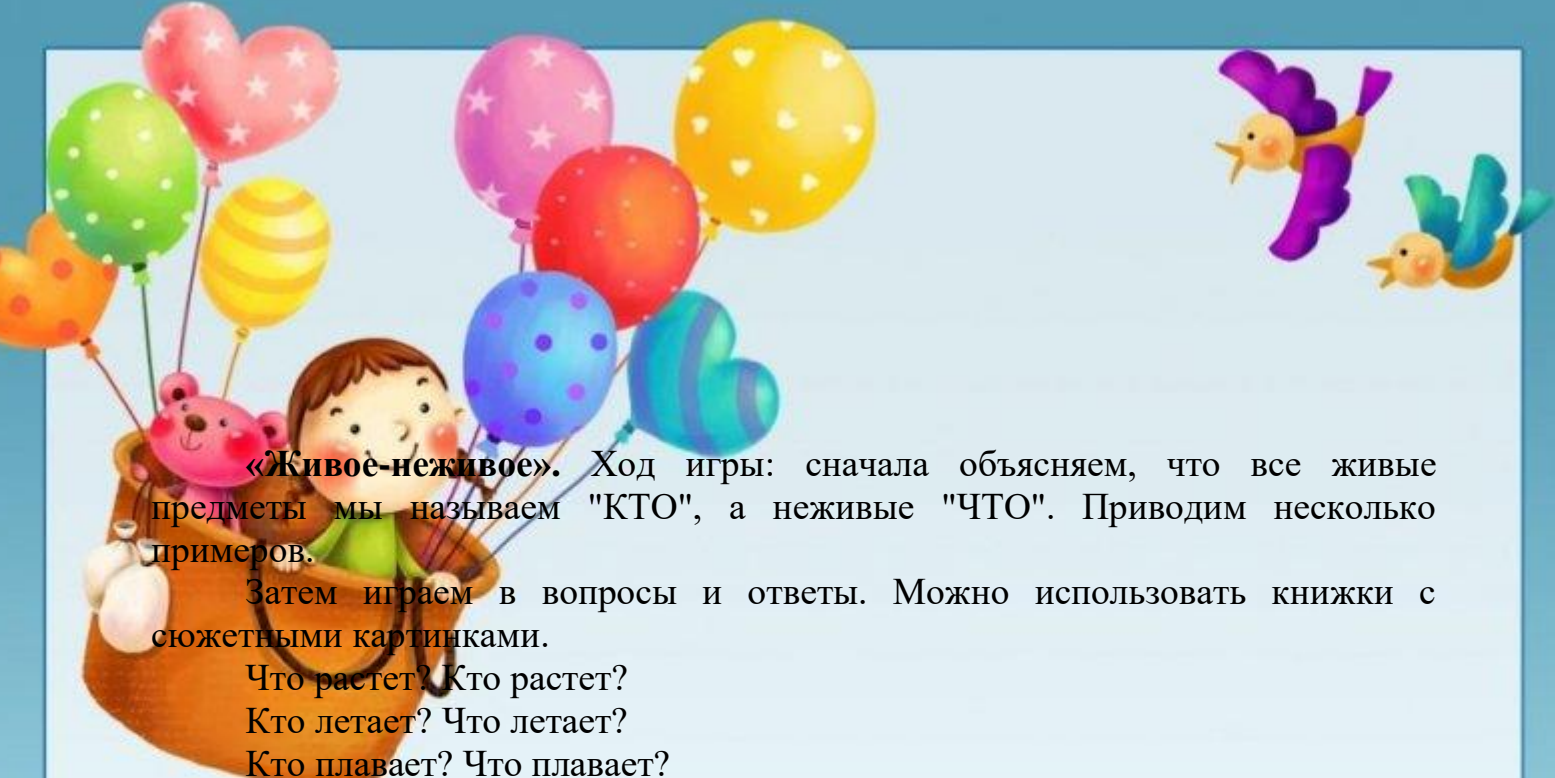 «Живое-неживое». Ход игры: сначала объясняем, что все живые
предметы мы называем "КТО", а неживые "ЧТО". Приводим несколько
примеров.
Затем играем в вопросы и ответы. Можно использовать книжки с
сюжетными картинками.
Что растет? Кто растет?
Кто летает? Что летает?
Кто плавает? Что плавает?